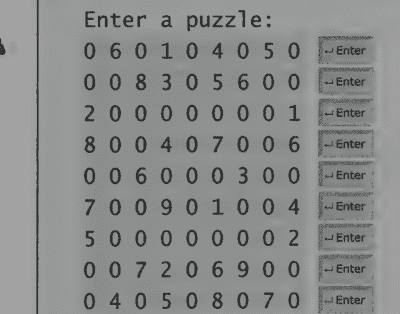 Enter a puzzle:
0 6 0 1 0 4 0 5 0 ↵ Enter
0 0 8 3 0 5 6 0 0 ↵ Enter
2 0 0 0 0 0 0 0 1 ↵ Enter
8 0 0 4 0 7 0 0 6 ↵ Enter
0 0 6 0 0 0 3 0 0 ↵ Enter
7 0 0 9 0 1 0 0 4 ↵ Enter
5 0 0 0 0 0 0 0 2 ↵ Enter
0 0 7 2 0 6 9 0 0 ↵ Enter
0 4 0 5 0 8 0 7 0 ↵ Enter